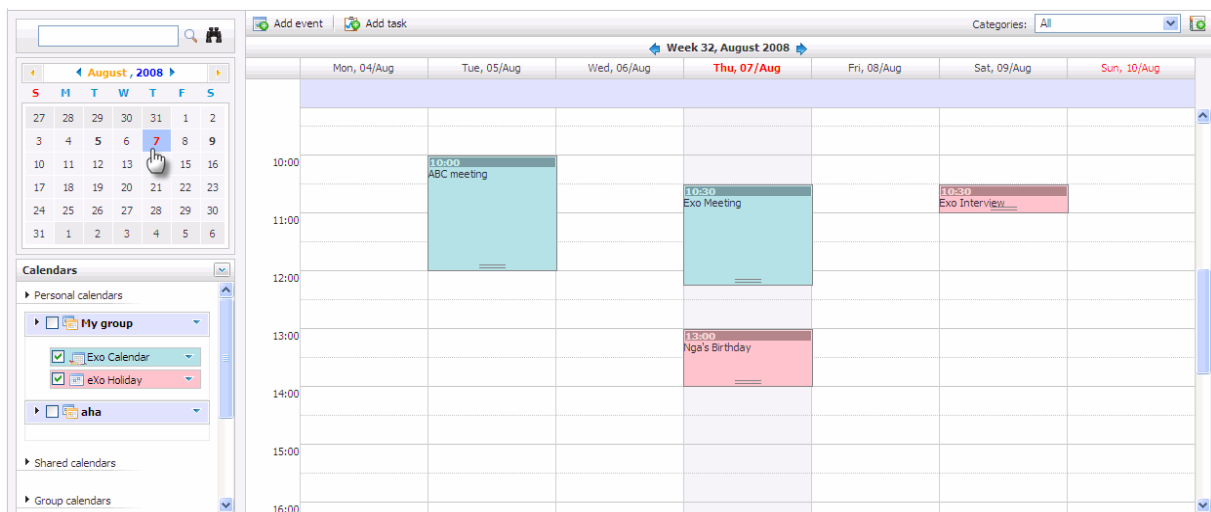 Add event
Add task
Categories: All
Week 32, August 2008
August , 2008
S M T W T F S
27 28 29 30 31 1 2
3 4 5 6 7 8 9
10 11 12 13 15 16
17 18 19 20 21 22 23
24 25 26 27 28 29 30
31 1 2 3 4 5 6
Calendars
Personal calendars
My group
Exo Calendar
eXo Holiday
aha
Shared calendars
Group calendars
Mon, 04/Aug Tue, 05/Aug Wed, 06/Aug Thu, 07/Aug Fri, 08/Aug Sat, 09/Aug Sun, 10/Aug
10:00
10:00
ABC meeting
10:30
Exo Meeting
10:30
Exo Interview
11:00
12:00
13:00
13:00
Nga's Birthday
14:00
15:00
16:00